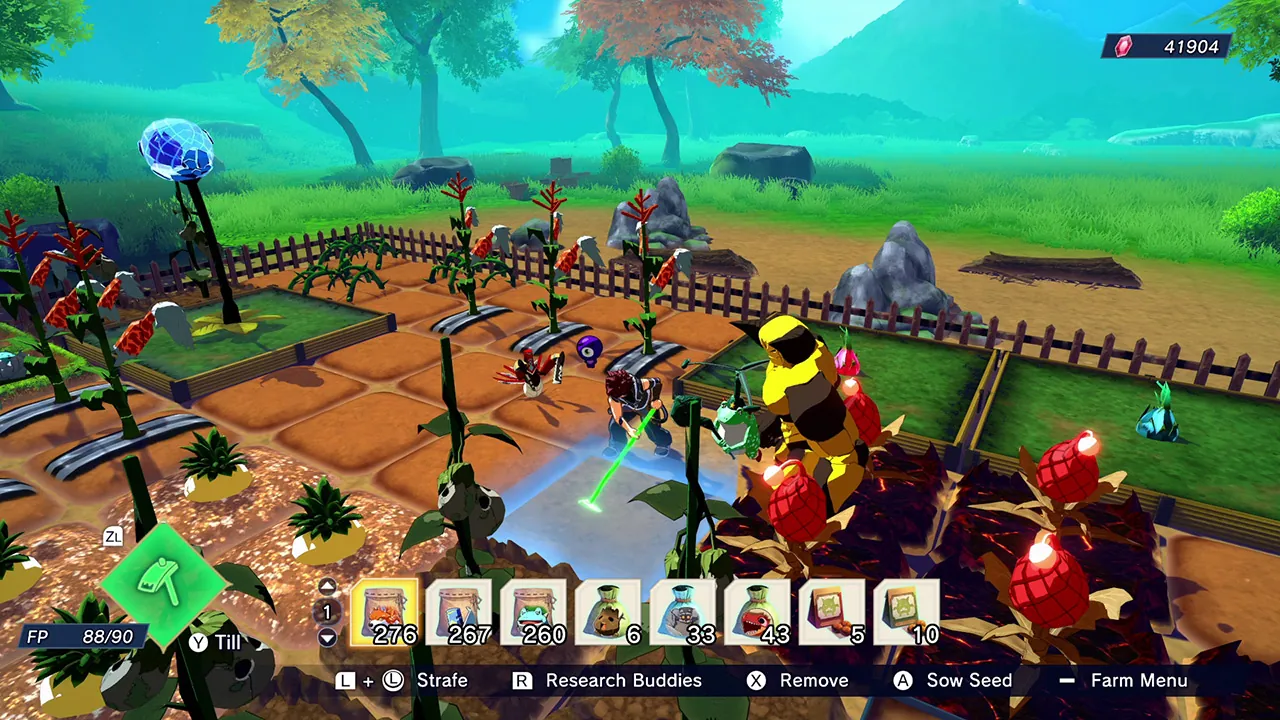 41904
8
ZL
FP 88/90
Y Till
1
276
267
260
6
33
43
5
10
L + L Strafe
R Research Buddies
X Remove
A Sow Seed
Farm Menu